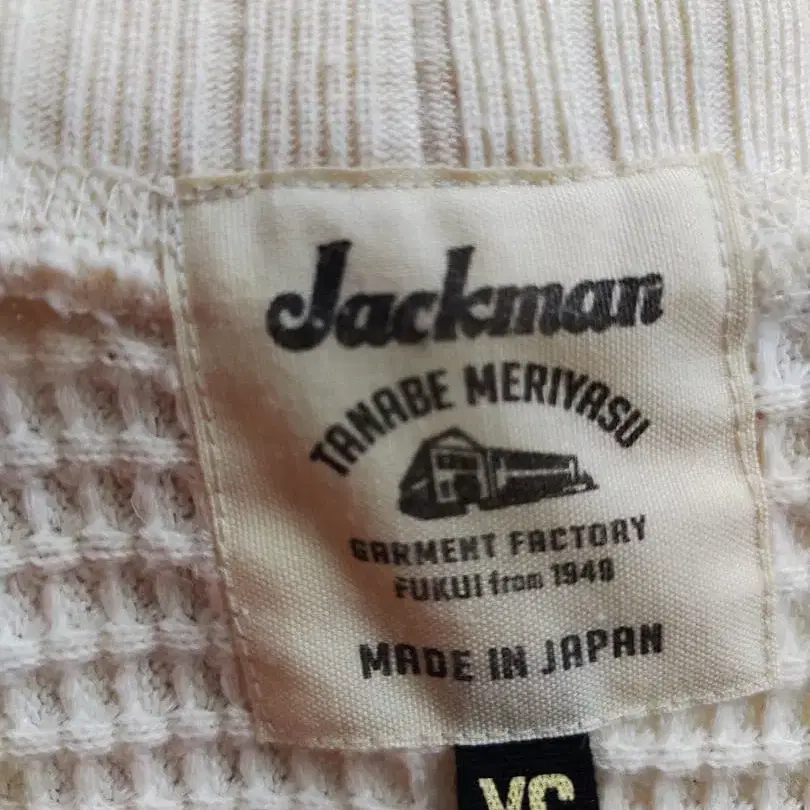 Jackman
TANABE MERIYASU
GARMENT FACTORY
FUKUI from 1949
MADE IN JAPAN